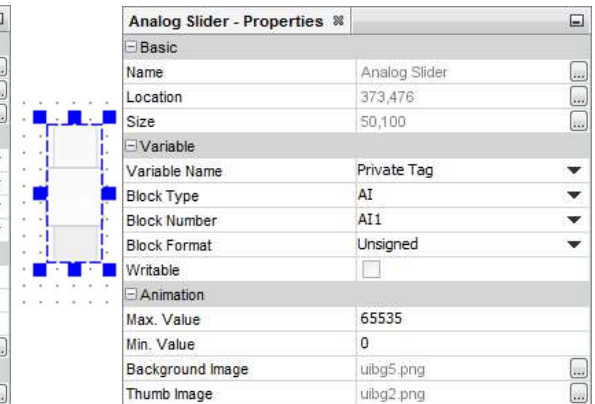 Analog Slider - Properties
Basic
Name Analog Slider ...
Location 373,476 ...
Size 50,100 ...
Variable
Variable Name Private Tag
Block Type AI
Block Number AI1
Block Format Unsigned
Writable
Animation
Max. Value 65535
Min. Value 0
Background Image uibg5.png ...
Thumb Image uibg2.png ...